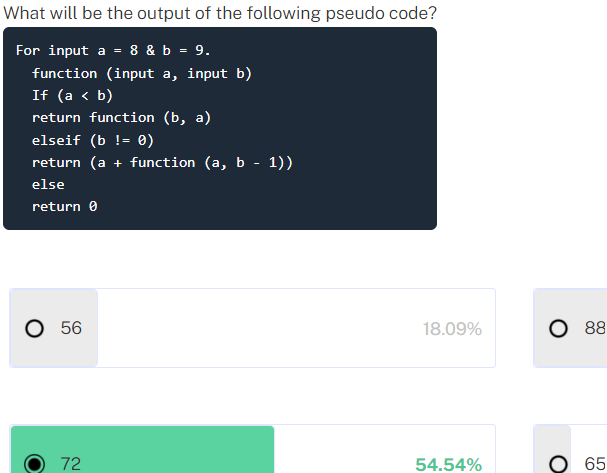 What will be the output of the following pseudo code?
For input a = 8 & b = 9.
function (input a, input b)
If (a < b)
return function (b, a)
elseif (b != 0)
return (a + function (a, b - 1))
else
return 0
56 18.09% 88
72 54.54% 65